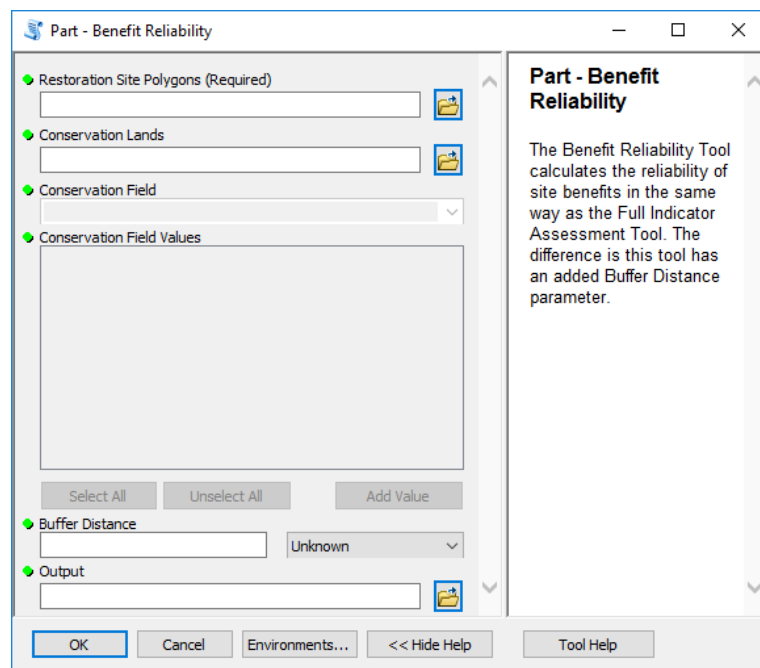 Part - Benefit Reliability
Restoration Site Polygons (Required)
Conservation Lands
Conservation Field
Conservation Field Values
Select All
Unselect All
Add Value
Buffer Distance
Unknown
Output
Part - Benefit
Reliability
The Benefit Reliability Tool
calculates the reliability of
site benefits in the same
way as the Full Indicator
Assessment Tool. The
difference is this tool has
an added Buffer Distance
parameter.
OK
Cancel
Environments...
<< Hide Help
Tool Help